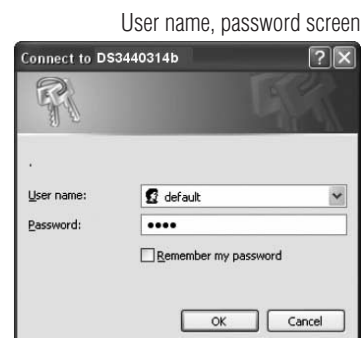 User name, password screen
Connect to DS3440314b
.
User name:
default
Password:
••••
Remember my password
OK
Cancel